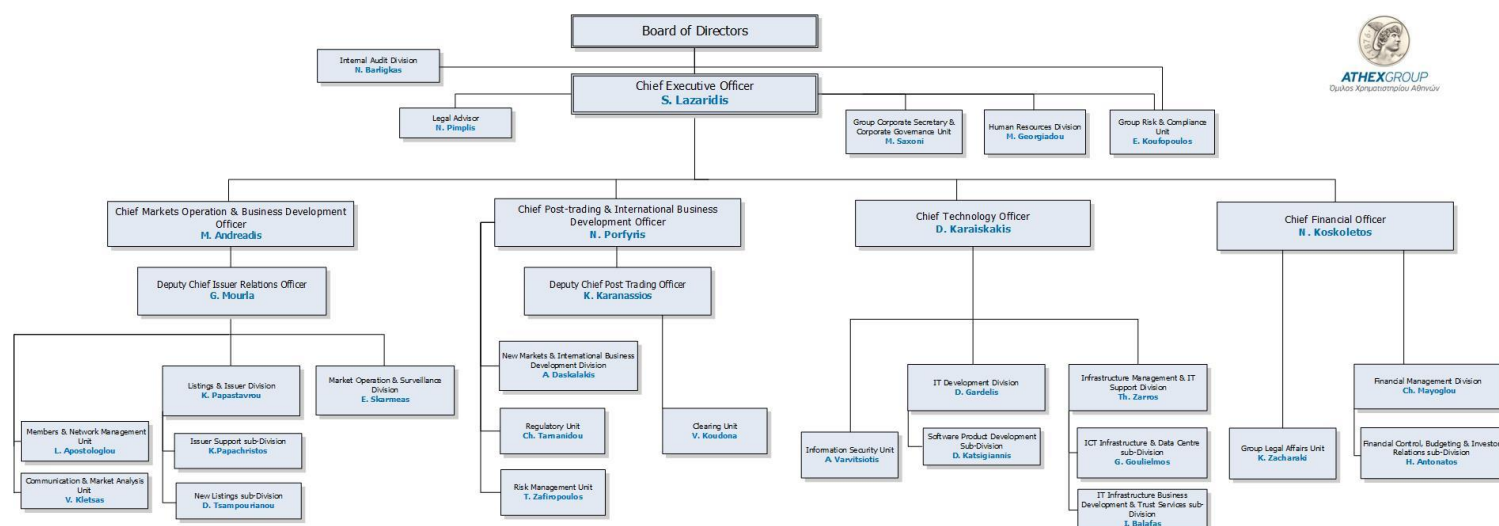 Board of Directors
Internal Audit Division
N. Barligkas
Chief Executive Officer
S. Lazaridis
ATHEXGROUP
Όμιλος Χρηματιστηρίου Αθηνών
Legal Advisor
N. Pimplis
Group Corporate Secretary &
Corporate Governance Unit
M. Saxoni
Human Resources Division
M. Georgiadou
Group Risk & Compliance
Unit
E. Koufopoulos
Chief Markets Operation & Business Development
Officer
M. Andreadis
Chief Post-trading & International Business
Development Officer
N. Porfyris
Chief Technology Officer
D. Karaiskakis
Chief Financial Officer
N. Koskoletos
Deputy Chief Issuer Relations Officer
G. Mourla
Deputy Chief Post Trading Officer
K. Karanassios
Listings & Issuer Division
K. Papastavrou
Market Operation & Surveillance
Division
E. Skarmeas
New Markets & International Business
Development Division
A. Daskalakis
IT Development Division
D. Gardelis
Infrastructure Management & IT
Support Division
Th. Zarros
Financial Management Division
Ch. Mayoglou
Members & Network Management
Unit
L. Apostologlou
Issuer Support sub-Division
K.Papachristos
Regulatory Unit
Ch. Tamanidou
Clearing Unit
V. Koudona
Information Security Unit
A. Varvitsiotis
Software Product Development
Sub-Division
D. Katsigiannis
ICT Infrastructure & Data Centre
sub-Division
G. Goulielmos
Group Legal Affairs Unit
K. Zacharaki
Financial Control, Budgeting & Investor
Relations sub-Division
H. Antonatos
Communication & Market Analysis
Unit
V. Kletsas
New Listings sub-Division
D. Tsampourianou
Risk Management Unit
T. Zafiropoulos
IT Infrastructure Business
Development & Trust Services sub-
Division
I. Balafas